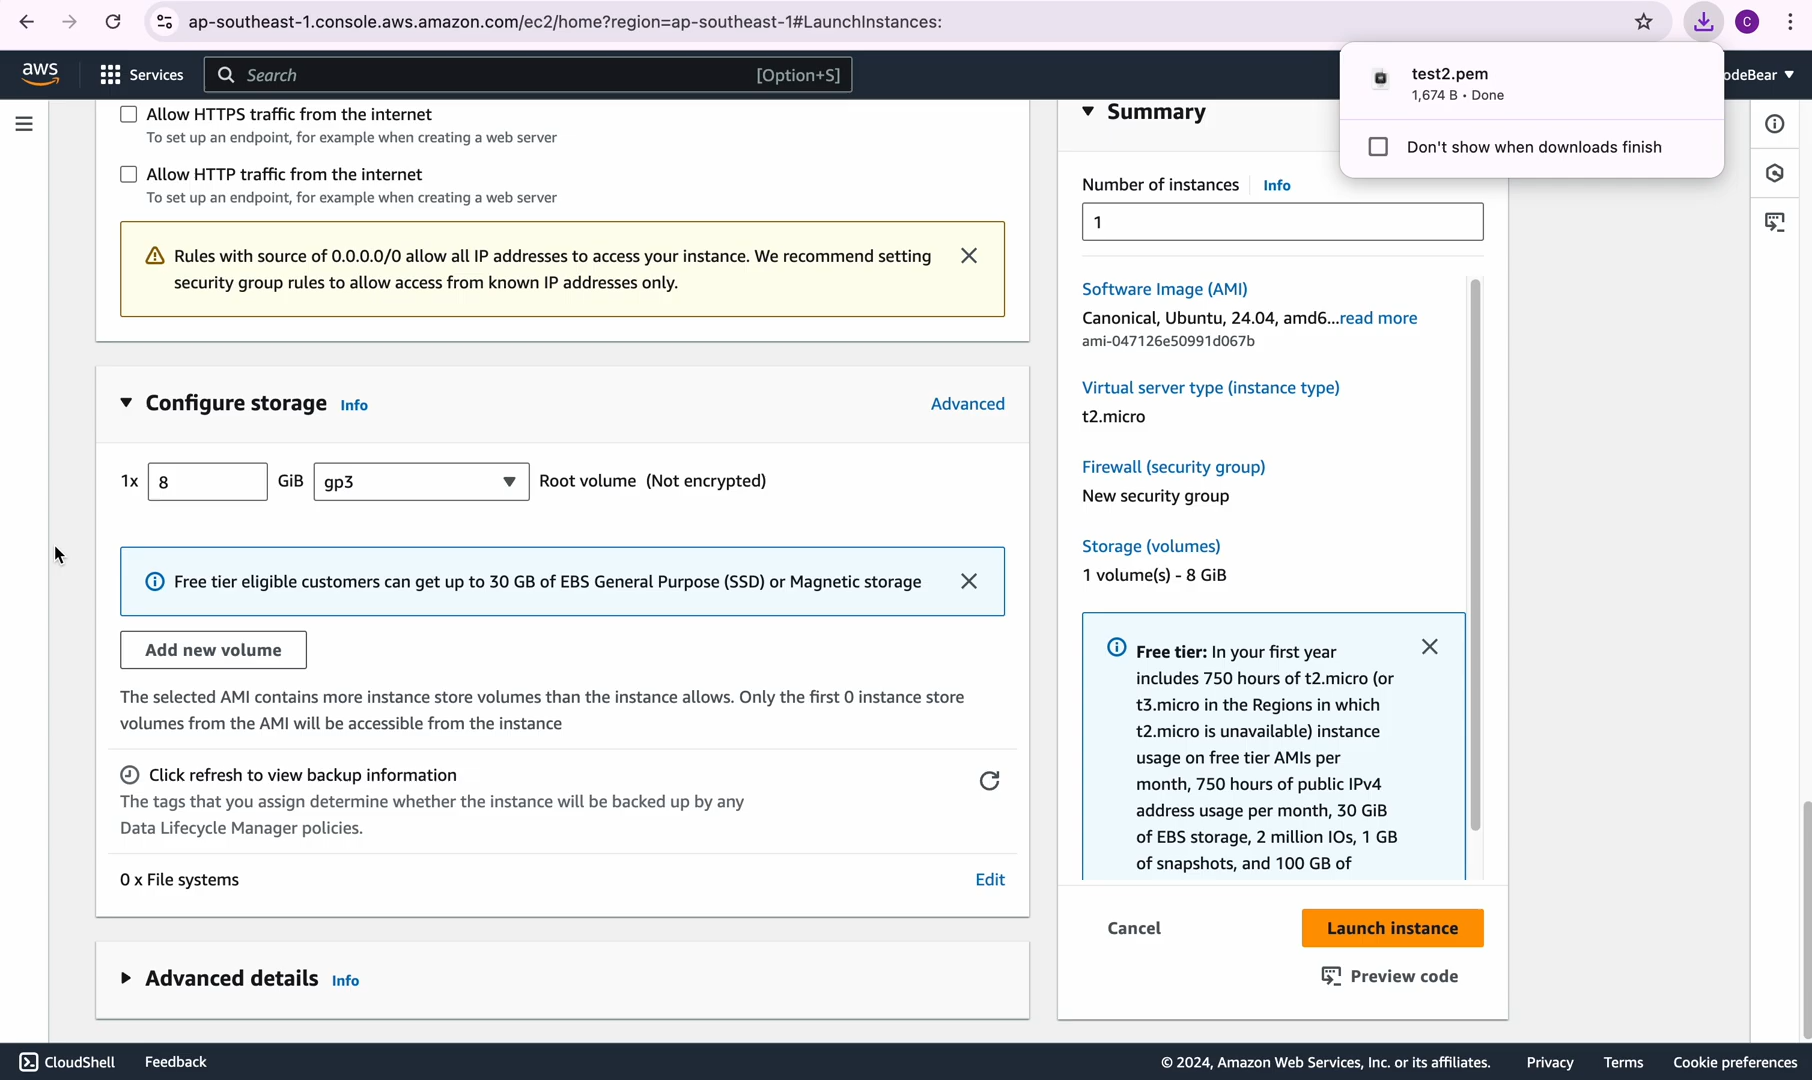 ap-southeast-1.console.aws.amazon.com/ec2/home?region=ap-southeast-1#LaunchInstances:
C
aws
Services
Search
[Option+S]
odeBear
test2.pem
1,674 B • Done
Don't show when downloads finish
Allow HTTPS traffic from the internet
To set up an endpoint, for example when creating a web server
Allow HTTP traffic from the internet
To set up an endpoint, for example when creating a web server
Rules with source of 0.0.0.0/0 allow all IP addresses to access your instance. We recommend setting
security group rules to allow access from known IP addresses only.
Configure storage Info
Advanced
1x 8 GiB gp3 Root volume (Not encrypted)
Free tier eligible customers can get up to 30 GB of EBS General Purpose (SSD) or Magnetic storage
Add new volume
The selected AMI contains more instance store volumes than the instance allows. Only the first 0 instance store
volumes from the AMI will be accessible from the instance
Click refresh to view backup information
The tags that you assign determine whether the instance will be backed up by any
Data Lifecycle Manager policies.
0 x File systems
Edit
Advanced details Info
Summary
Number of instances Info
1
Software Image (AMI)
Canonical, Ubuntu, 24.04, amd6...read more
ami-047126e50991d067b
Virtual server type (instance type)
t2.micro
Firewall (security group)
New security group
Storage (volumes)
1 volume(s) - 8 GiB
Free tier: In your first year
includes 750 hours of t2.micro (or
t3.micro in the Regions in which
t2.micro is unavailable) instance
usage on free tier AMIs per
month, 750 hours of public IPv4
address usage per month, 30 GiB
of EBS storage, 2 million IOs, 1 GB
of snapshots, and 100 GB of
Cancel
Launch instance
Preview code
CloudShell
Feedback
© 2024, Amazon Web Services, Inc. or its affiliates.
Privacy
Terms
Cookie preferences